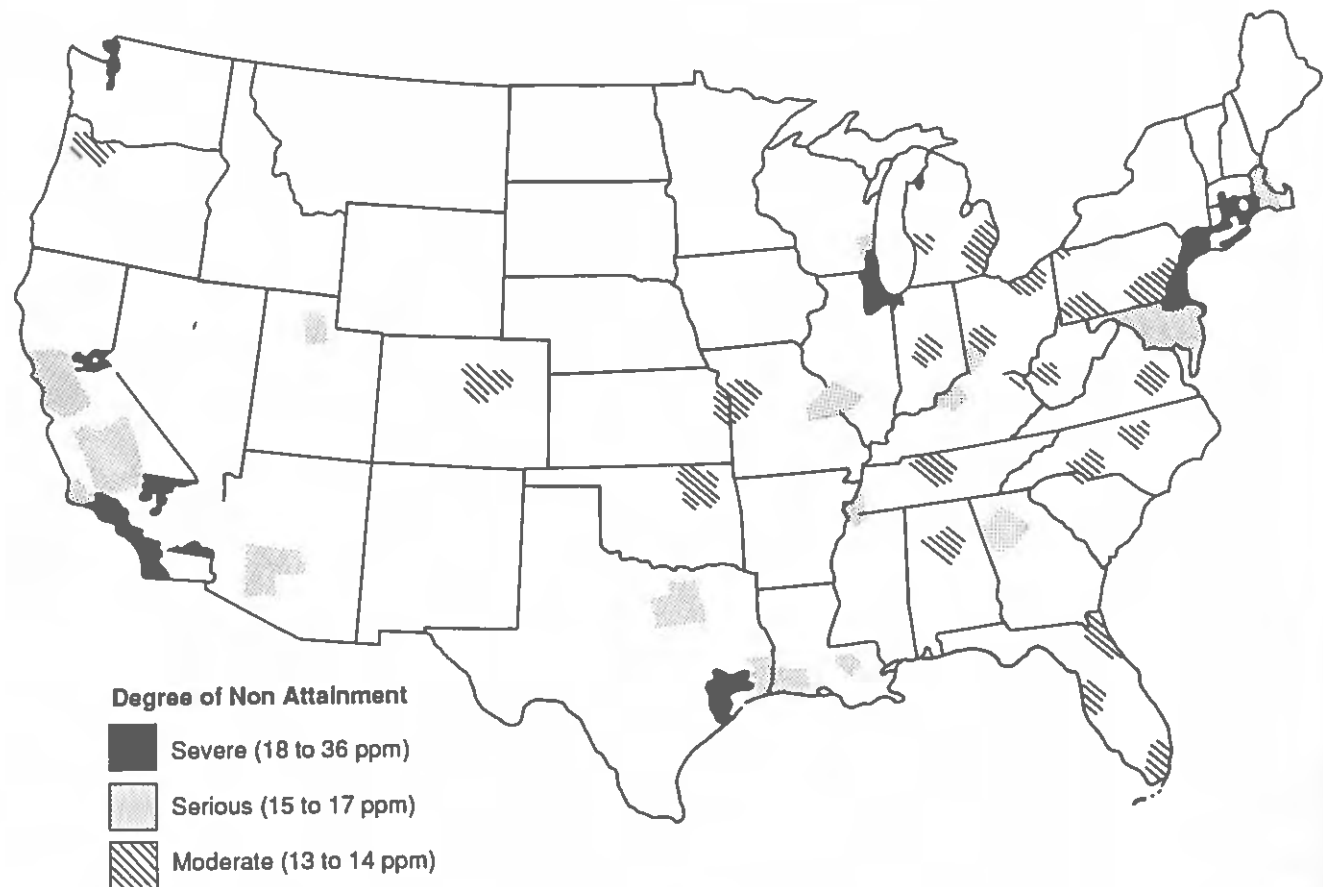 Degree of Non Attainment
Severe (18 to 36 ppm)
Serious (15 to 17 ppm)
Moderate (13 to 14 ppm)